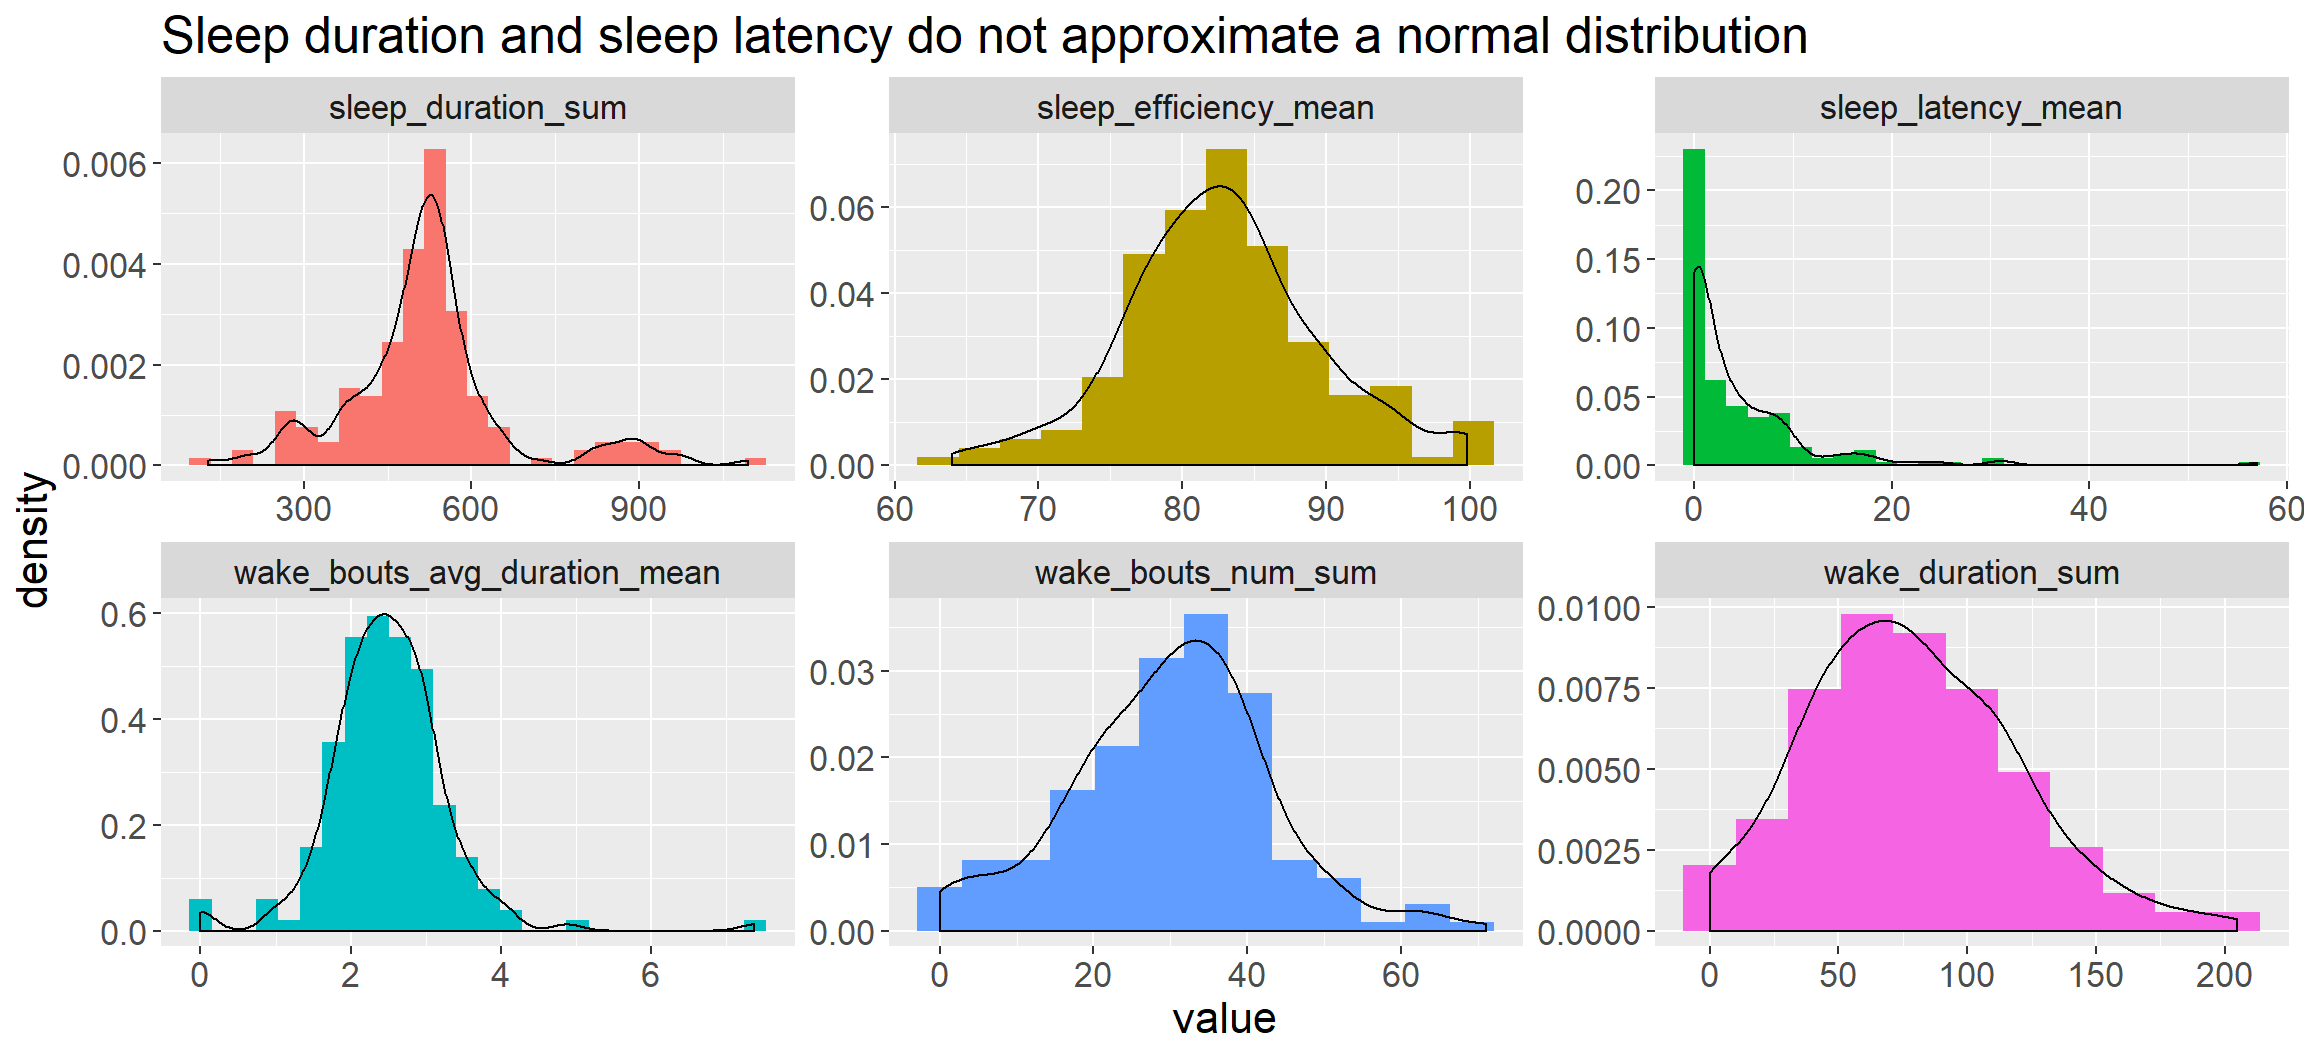 Sleep duration and sleep latency do not approximate a normal distribution
sleep_duration_sum
sleep_efficiency_mean
sleep_latency_mean
0.006
0.004
0.002
0.000
300 600 900
0.06
0.04
0.02
0.00
60 70 80 90 100
0.20
0.15
0.10
0.05
0.00
0 20 40 60
density
wake_bouts_avg_duration_mean
wake_bouts_num_sum
wake_duration_sum
0.6
0.4
0.2
0.0
0 2 4 6
0.03
0.02
0.01
0.00
0 20 40 60
0.0100
0.0075
0.0050
0.0025
0.0000
0 50 100 150 200
value